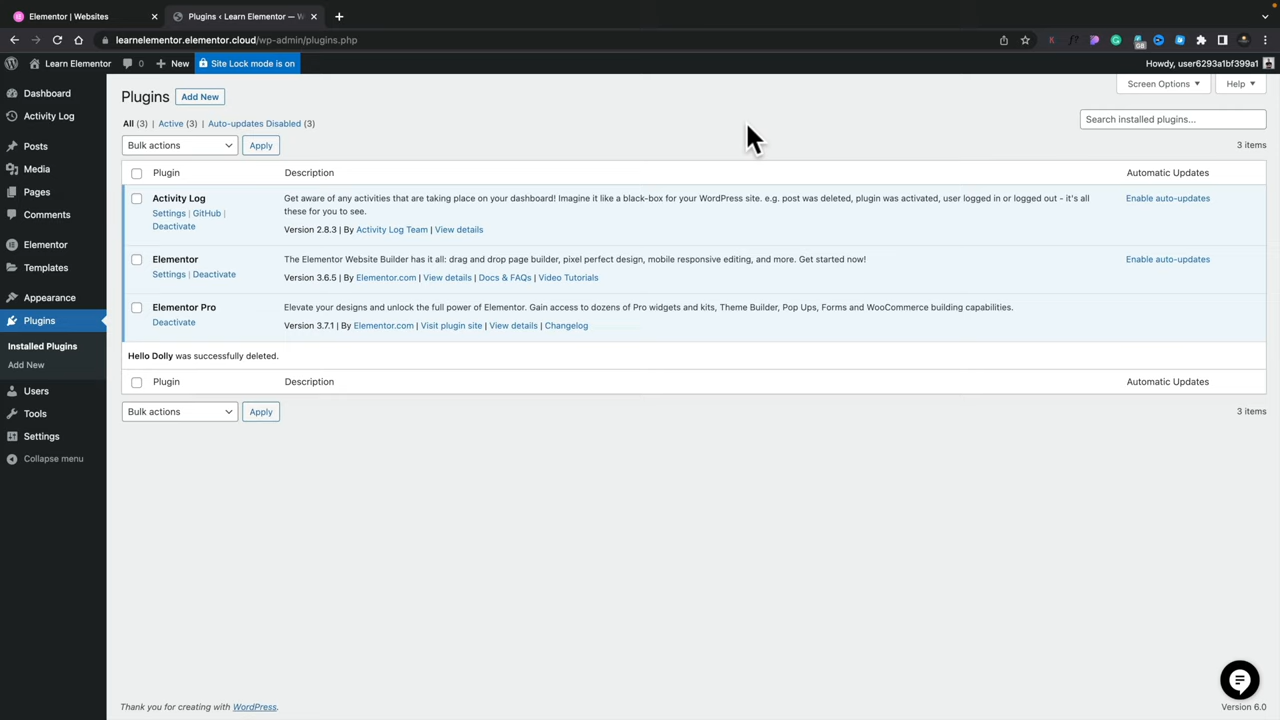 Elementor | Websites
Plugins ‹ Learn Elementor — W
learnelementor.elementor.cloud/wp-admin/plugins.php
Learn Elementor
0
New
Site Lock mode is on
Howdy, user6293a1bf399a1
Dashboard
Activity Log
Posts
Media
Pages
Comments
Elementor
Templates
Appearance
Plugins
Installed Plugins
Add New
Users
Tools
Settings
Collapse menu
Plugins
Add New
Screen Options
Help
All (3) | Active (3) | Auto-updates Disabled (3)
Search installed plugins...
Bulk actions
Apply
3 items
Plugin Description Automatic Updates
Activity Log
Settings | GitHub |
Deactivate
Get aware of any activities that are taking place on your dashboard! Imagine it like a black-box for your WordPress site. e.g. post was deleted, plugin was activated, user logged in or logged out - it's all
these for you to see.
Version 2.8.3 | By Activity Log Team | View details
Enable auto-updates
Elementor
Settings | Deactivate
The Elementor Website Builder has it all: drag and drop page builder, pixel perfect design, mobile responsive editing, and more. Get started now!
Version 3.6.5 | By Elementor.com | View details | Docs & FAQs | Video Tutorials
Enable auto-updates
Elementor Pro
Deactivate
Elevate your designs and unlock the full power of Elementor. Gain access to dozens of Pro widgets and kits, Theme Builder, Pop Ups, Forms and WooCommerce building capabilities.
Version 3.7.1 | By Elementor.com | Visit plugin site | View details | Changelog
Hello Dolly was successfully deleted.
Plugin Description Automatic Updates
Bulk actions
Apply
3 items
Thank you for creating with WordPress.
Version 6.0